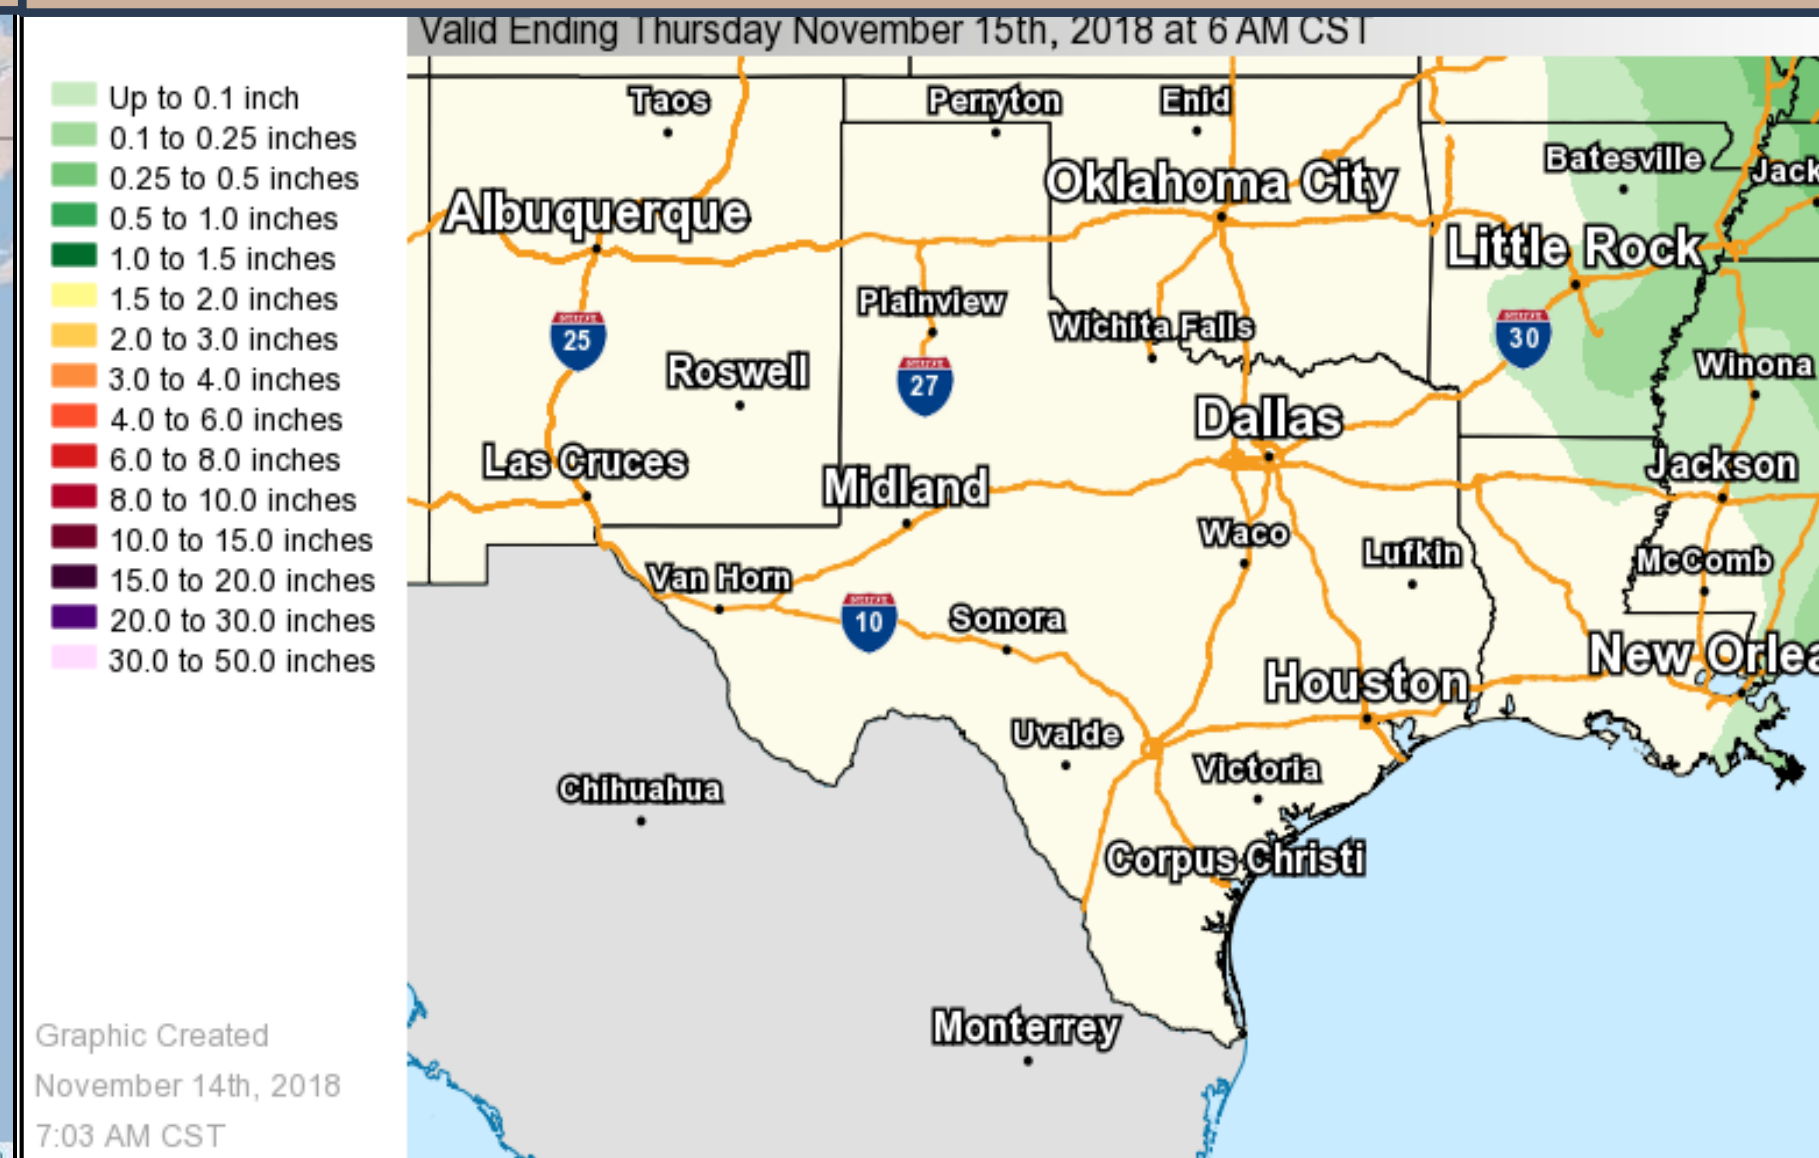 Valid Ending Thursday November 15th, 2018 at 6 AM CST
Up to 0.1 inch
0.1 to 0.25 inches
0.25 to 0.5 inches
0.5 to 1.0 inches
1.0 to 1.5 inches
1.5 to 2.0 inches
2.0 to 3.0 inches
3.0 to 4.0 inches
4.0 to 6.0 inches
6.0 to 8.0 inches
8.0 to 10.0 inches
10.0 to 15.0 inches
15.0 to 20.0 inches
20.0 to 30.0 inches
30.0 to 50.0 inches
Graphic Created
November 14th, 2018
7:03 AM CST
Taos
Perryton
Enid
Batesville
Jack
Oklahoma City
Albuquerque
Little Rock
Plainview
Wichita Falls
25
30
Winona
Roswell
27
Dallas
Las Cruces
Jackson
Midland
Waco
Lufkin
McComb
Van Horn
10
Sonora
New Orlea
Houston
Uvalde
Victoria
Chihuahua
Corpus Christi
Monterrey